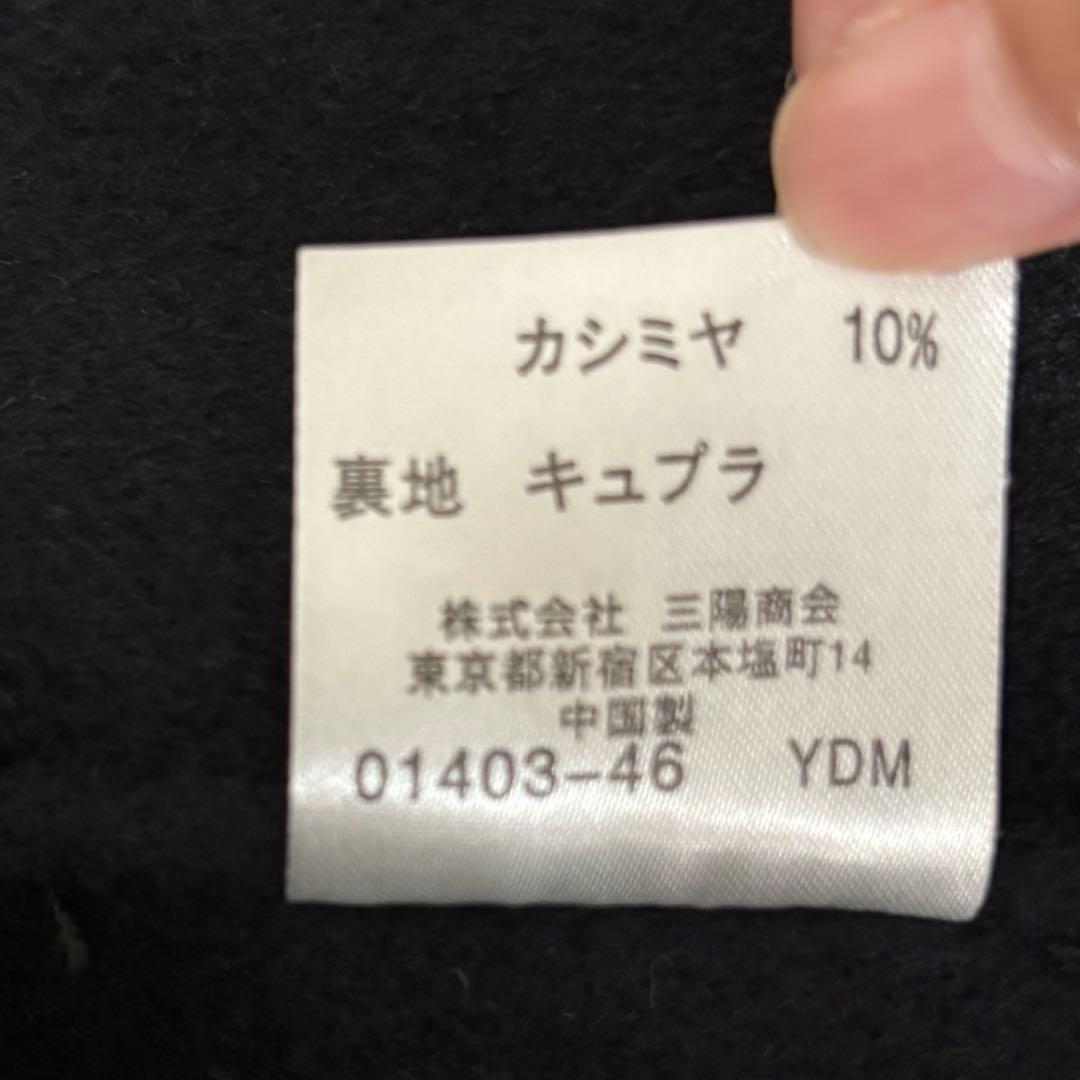 カシミヤ 10%
裏地 キュプラ
株式会社 三陽商会
東京都新宿区本塩町14
中国製
01403-46 YDM